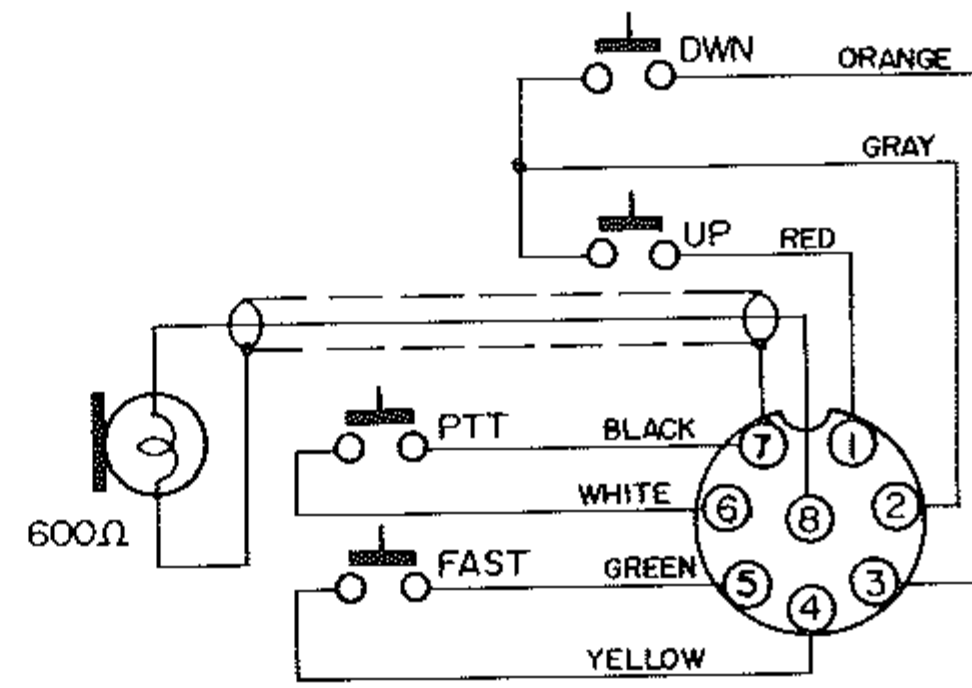 DWN ORANGE
GRAY
UP RED
PTT BLACK
7 1
WHITE 6 8 2
600Ω
FAST GREEN 5 4 3
YELLOW